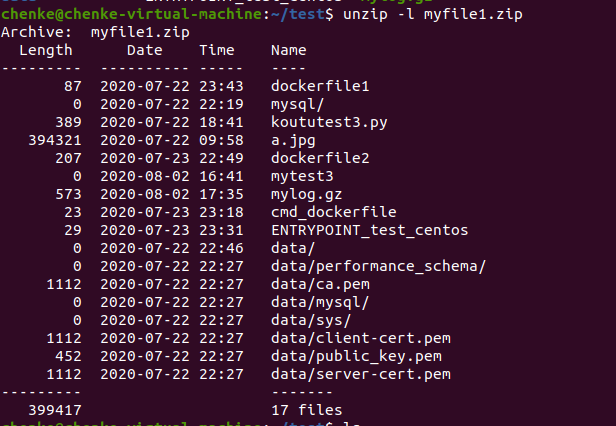 chenke@chenke-virtual-machine:~/test$ unzip -l myfile1.zip
Archive:  myfile1.zip
  Length      Date    Time    Name
---------  ---------- -----   ----
       87  2020-07-22 23:43   dockerfile1
        0  2020-07-22 22:19   mysql/
      389  2020-07-22 18:41   koututest3.py
   394321  2020-07-22 09:58   a.jpg
      207  2020-07-23 22:49   dockerfile2
        0  2020-08-02 16:41   mytest3
      573  2020-08-02 17:35   mylog.gz
       23  2020-07-23 23:18   cmd_dockerfile
       29  2020-07-23 23:31   ENTRYPOINT_test_centos
        0  2020-07-22 22:46   data/
        0  2020-07-22 22:27   data/performance_schema/
     1112  2020-07-22 22:27   data/ca.pem
        0  2020-07-22 22:27   data/mysql/
        0  2020-07-22 22:27   data/sys/
     1112  2020-07-22 22:27   data/client-cert.pem
      452  2020-07-22 22:27   data/public_key.pem
     1112  2020-07-22 22:27   data/server-cert.pem
---------                     -------
   399417                     17 files